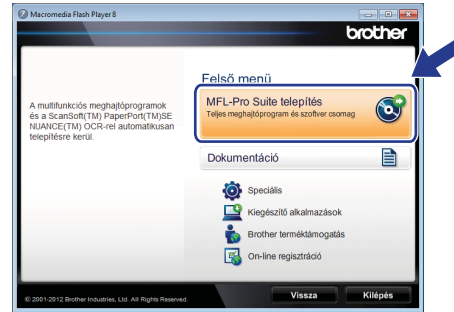 Macromedia Flash Player 8
brother
Felső menü
A multifunkciós meghajtóprogramok
és a ScanSoft(TM) PaperPort(TM)SE
NUANCE(TM) OCR-rel automatikusan
telepítésre kerül.
MFL-Pro Suite telepítés
Teljes meghajtóprogram és szoftver csomag
Dokumentáció
Speciális
Kiegészítő alkalmazások
Brother terméktámogatás
On-line regisztráció
© 2001-2012 Brother Industries, Ltd. All Rights Reserved.
Vissza
Kilépés